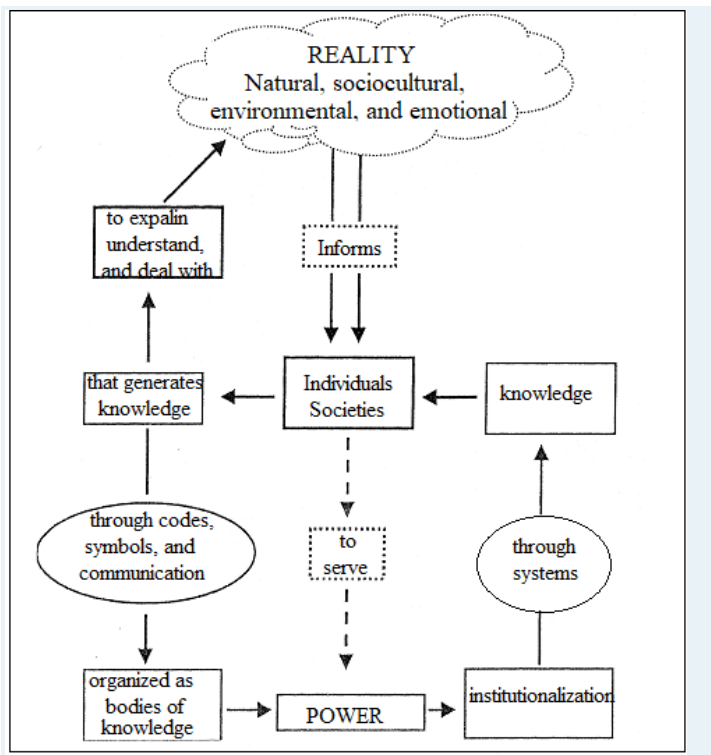 REALITY
Natural, sociocultural,
environmental, and emotional
to expalin
understand,
and deal with
Informs
that generates
knowledge
Individuals
Societies
knowledge
through codes,
symbols, and
communication
to
serve
through
systems
organized as
bodies of
knowledge
POWER
institutionalization